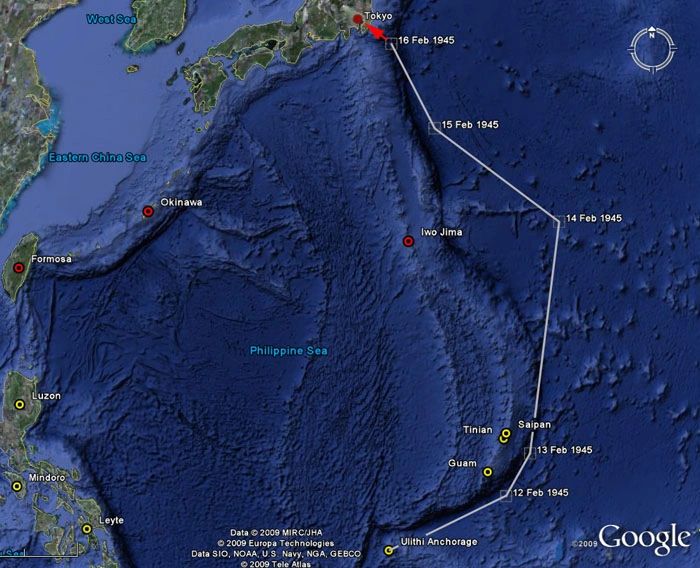 West Sea
Tokyo
N
16 Feb 1945
15 Feb 1945
Eastern China Sea
Okinawa
14 Feb 1945
Iwo Jima
Formosa
Philippine Sea
Luzon
Saipan
Tinian
13 Feb 1945
Guam
Mindoro
12 Feb 1945
Leyte
Ulithi Anchorage
Data © 2009 MIRC/JHA
© 2009 Europa Technologies
Data SIO, NOAA, U.S. Navy, NGA, GEBCO
© 2009 Tele Atlas
©2009 Google